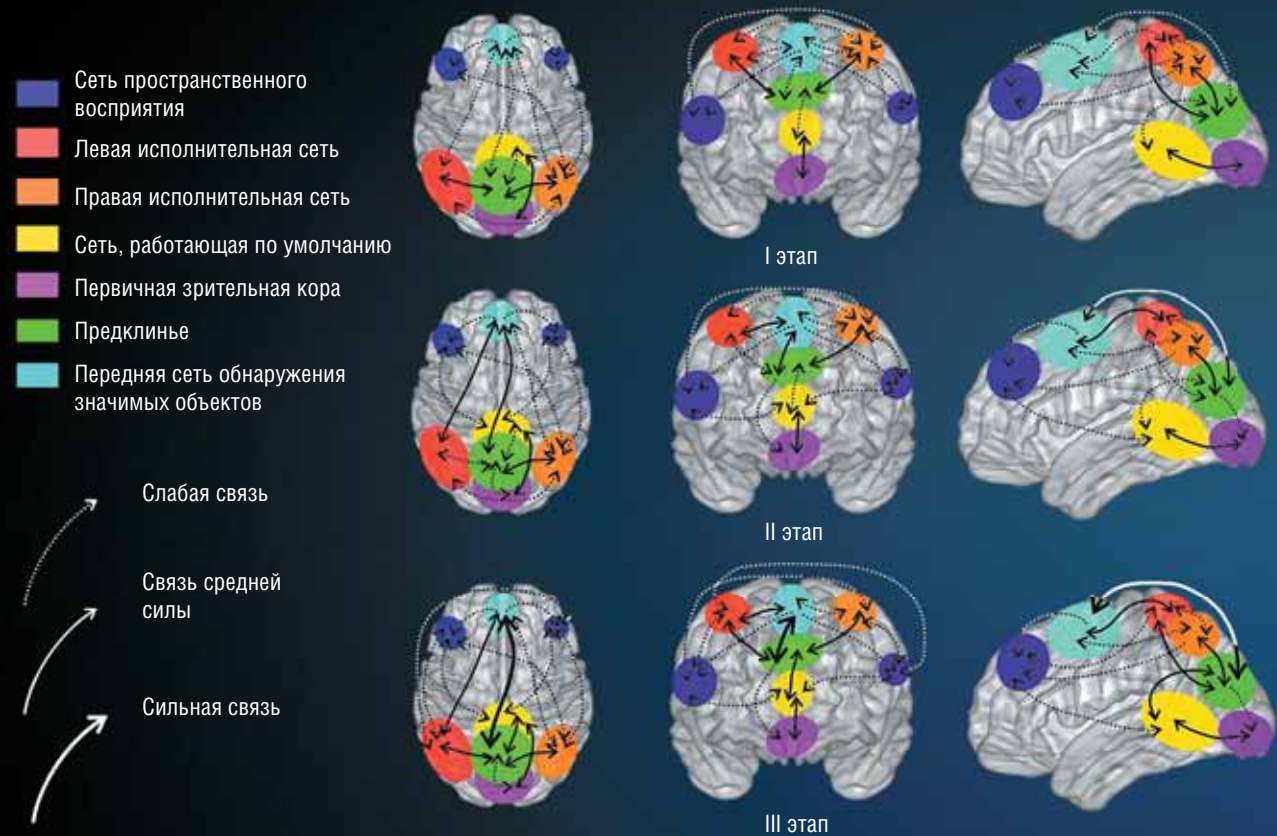 Сеть пространственного
восприятия
Левая исполнительная сеть
Правая исполнительная сеть
Сеть, работающая по умолчанию
Первичная зрительная кора
Предклинье
Передняя сеть обнаружения
значимых объектов
Слабая связь
Связь средней
силы
Сильная связь
I этап
II этап
III этап